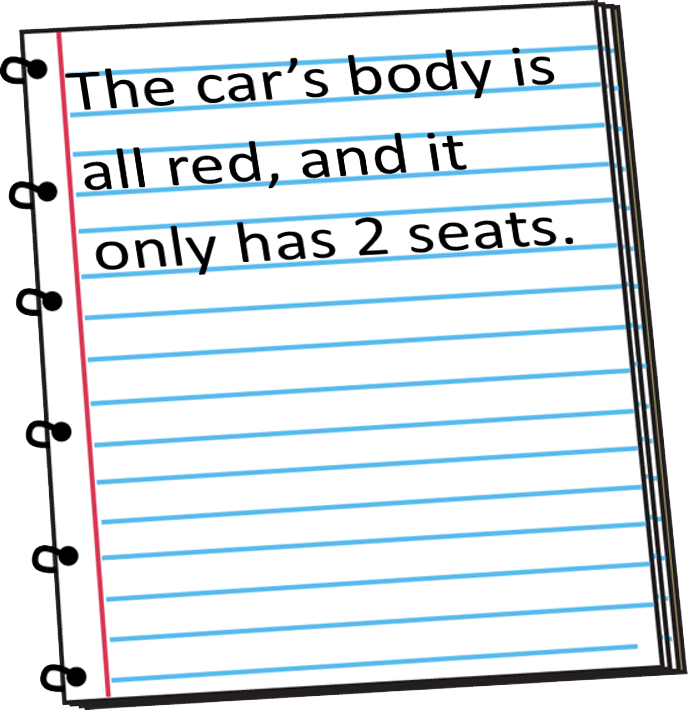 The car’s body is
all red, and it
only has 2 seats.